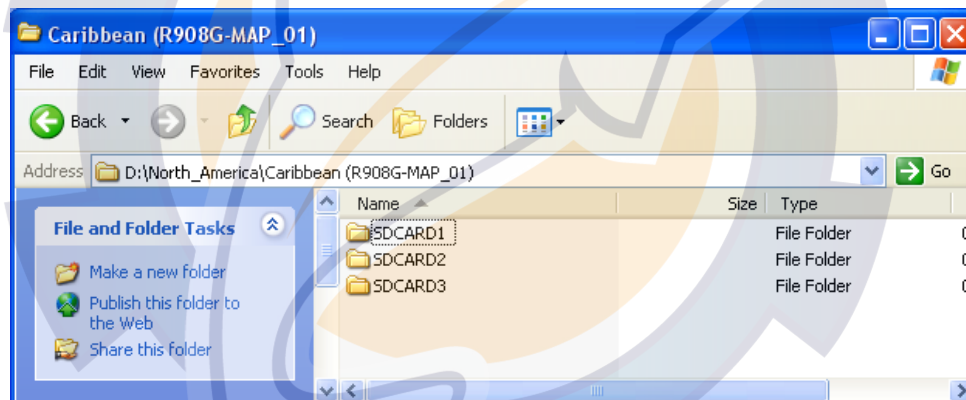 Caribbean (R908G-MAP_01)
File Edit View Favorites Tools Help
Back Search Folders
Address D:\North_America\Caribbean (R908G-MAP_01) Go
Name Size Type
File and Folder Tasks
Make a new folder
Publish this folder to
the Web
Share this folder
SDCARD1 File Folder
SDCARD2 File Folder
SDCARD3 File Folder